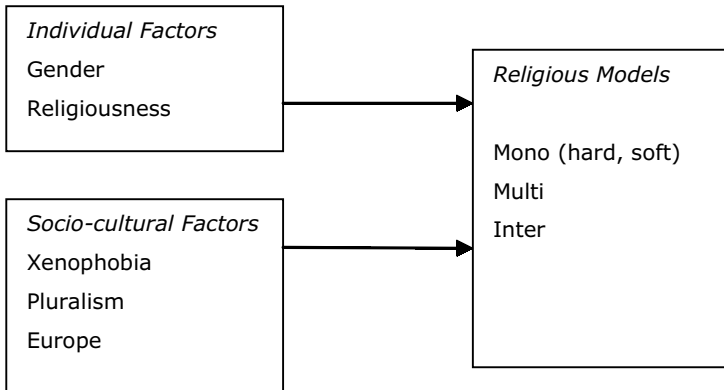 Individual Factors
Gender
Religiousness
Socio-cultural Factors
Xenophobia
Pluralism
Europe
Religious Models
Mono (hard, soft)
Multi
Inter